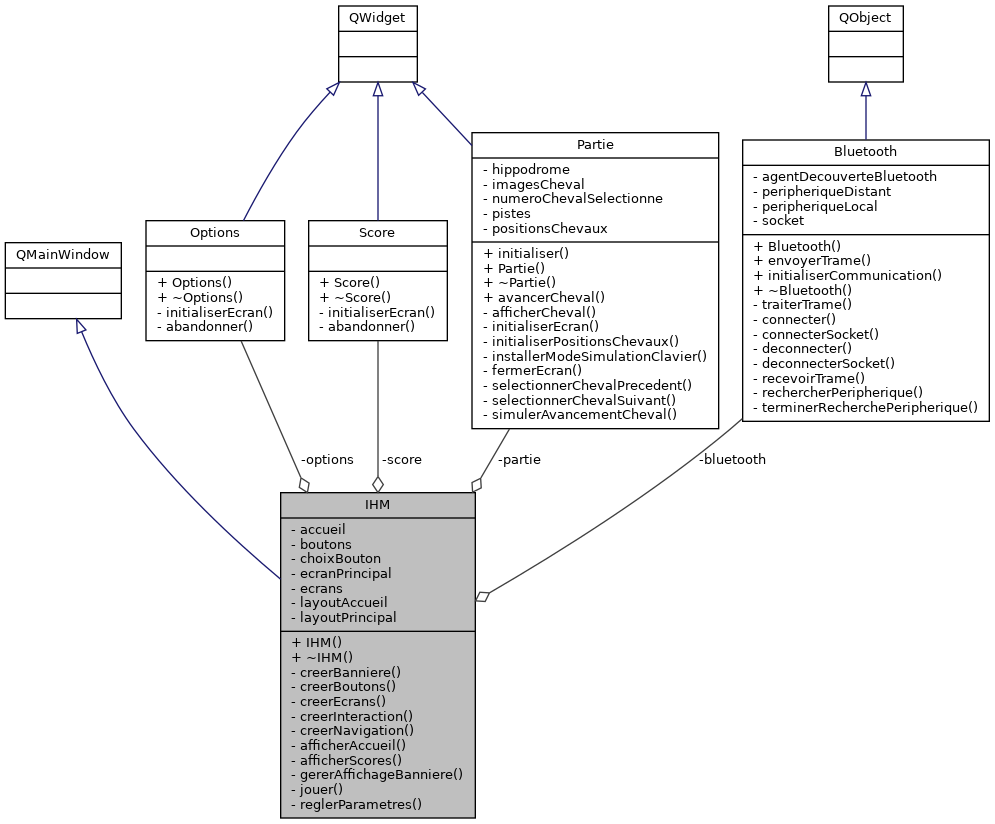 QWidget
QObject
Partie
- hippodrome
- imagesCheval
- numeroChevalSelectionne
- pistes
- positionsChevaux
+ initialiser()
+ Partie()
+ ~Partie()
+ avancerCheval()
- afficherCheval()
- initialiserEcran()
- initialiserPositionsChevaux()
- installerModeSimulationClavier()
- fermerEcran()
- selectionnerChevalPrecedent()
- selectionnerChevalSuivant()
- simulerAvancementCheval()
Bluetooth
- agentDecouverteBluetooth
- peripheriqueDistant
- peripheriqueLocal
- socket
+ Bluetooth()
+ envoyerTrame()
+ initialiserCommunication()
+ ~Bluetooth()
- traiterTrame()
- connecter()
- connecterSocket()
- deconnecter()
- deconnecterSocket()
- recevoirTrame()
- rechercherPeripherique()
- terminerRecherchePeripherique()
Options
+ Options()
+ ~Options()
- initialiserEcran()
- abandonner()
Score
+ Score()
+ ~Score()
- initialiserEcran()
- abandonner()
QMainWindow
-options
-score
-partie
-bluetooth
IHM
- accueil
- boutons
- choixBouton
- ecranPrincipal
- ecrans
- layoutAccueil
- layoutPrincipal
+ IHM()
+ ~IHM()
- creerBanniere()
- creerBoutons()
- creerEcrans()
- creerInteraction()
- creerNavigation()
- afficherAccueil()
- afficherScores()
- gererAffichageBanniere()
- jouer()
- reglerParametres()